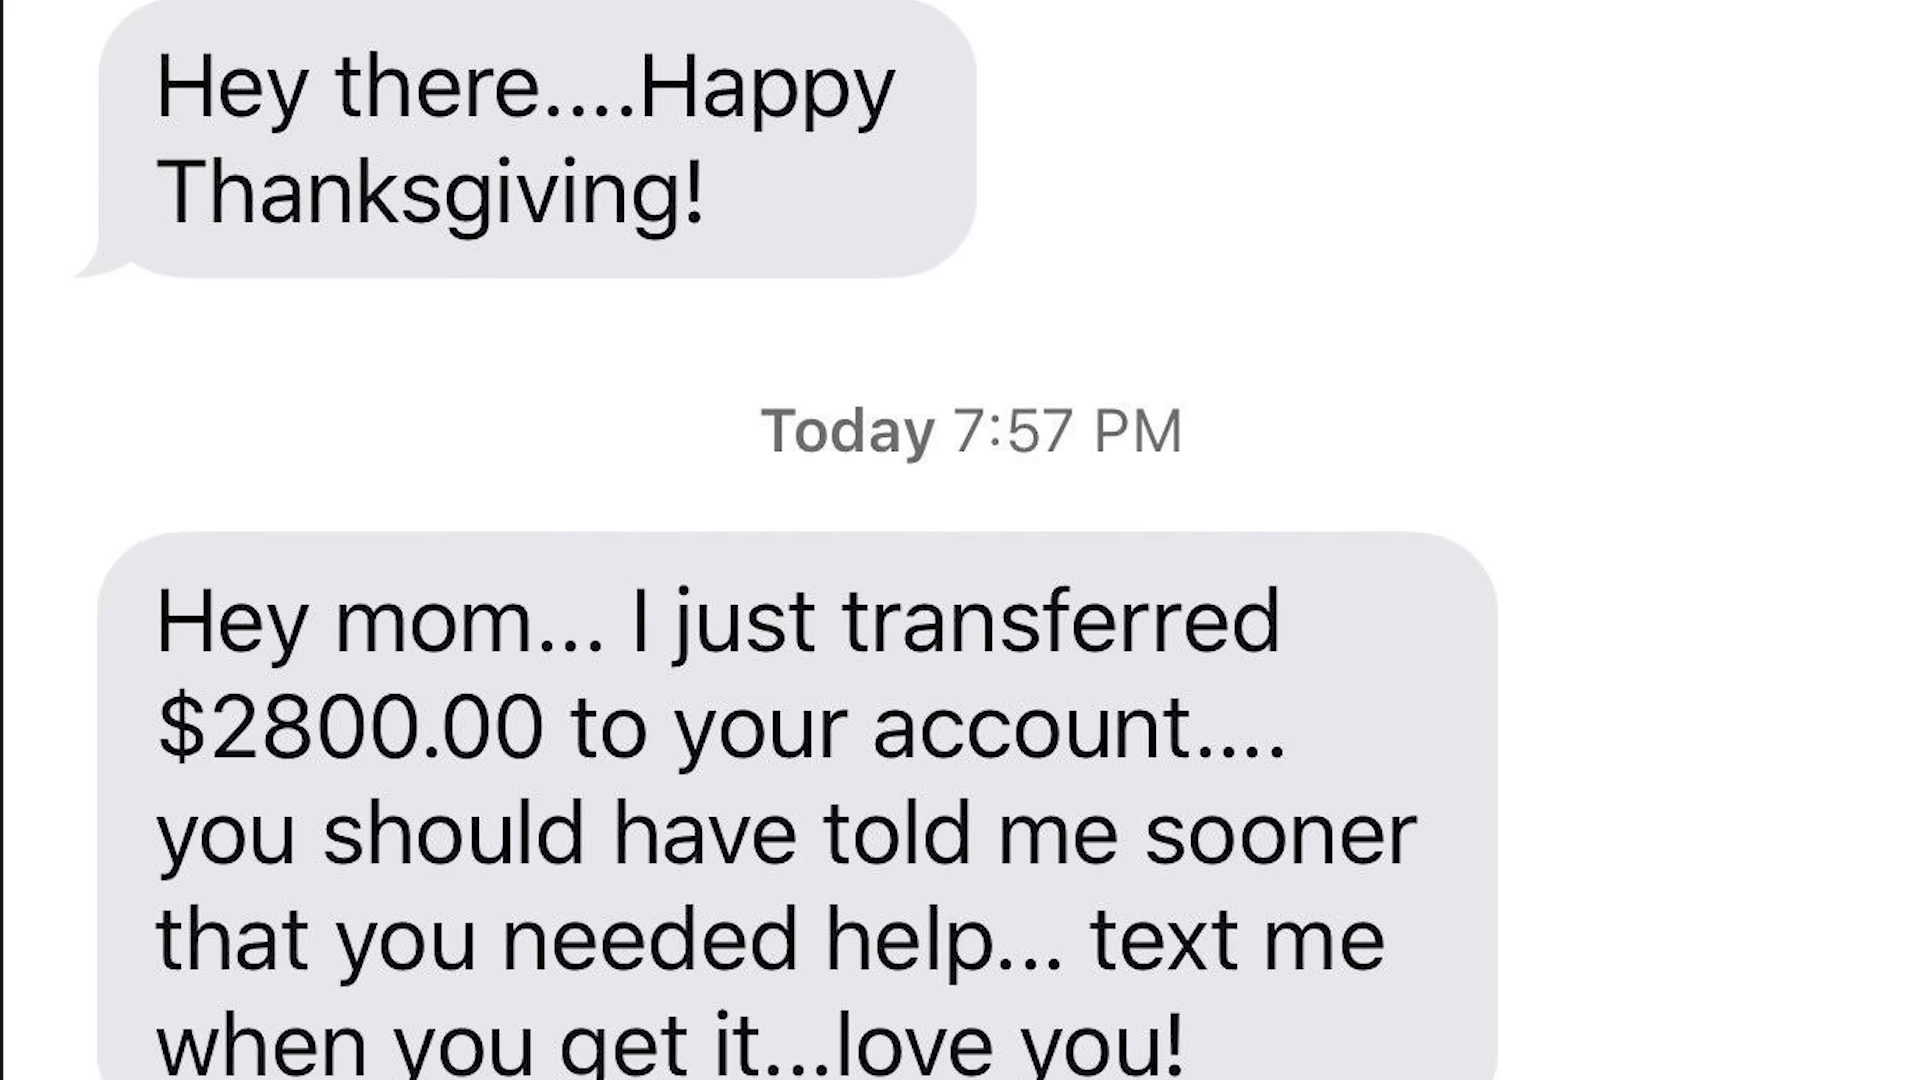 Hey there....Happy
Thanksgiving!
Today 7:57 PM
Hey mom... I just transferred
$2800.00 to your account....
you should have told me sooner
that you needed help... text me
when you get it...love you!